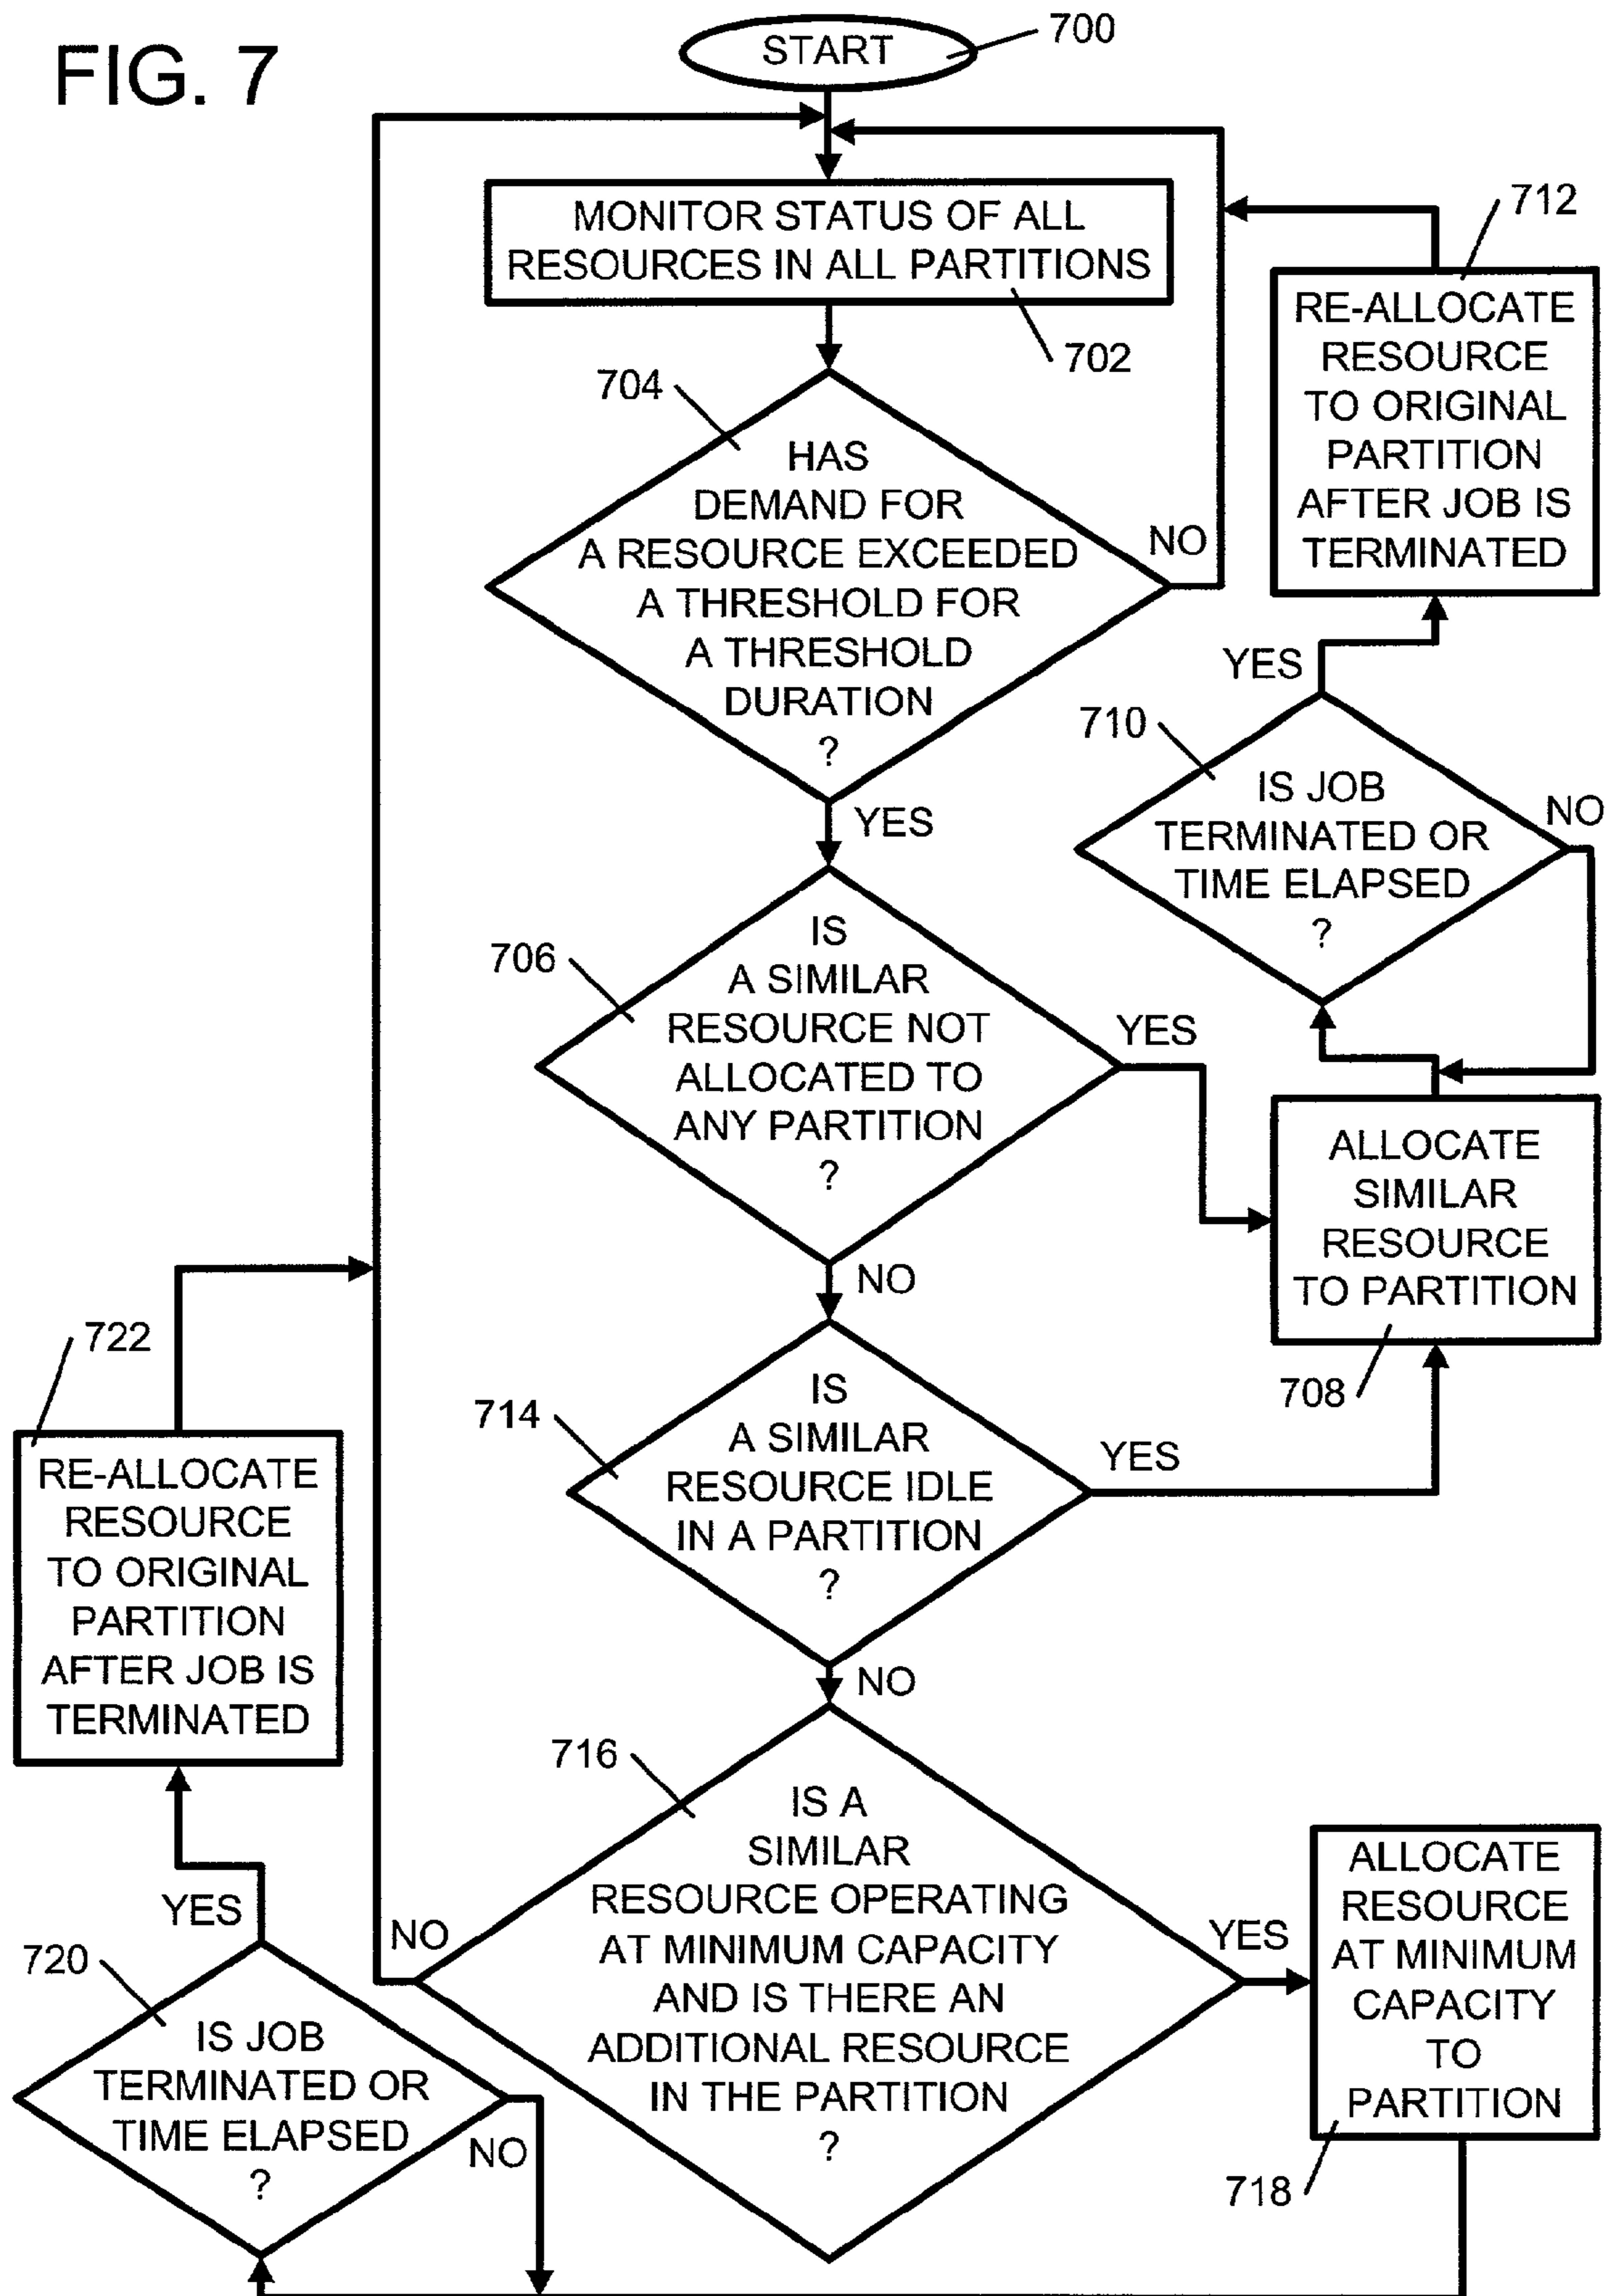 FIG. 7
START
700
MONITOR STATUS OF ALL
RESOURCES IN ALL PARTITIONS
702
704
HAS
DEMAND FOR
A RESOURCE EXCEEDED
A THRESHOLD FOR
A THRESHOLD
DURATION
?
NO
YES
712
RE-ALLOCATE
RESOURCE
TO ORIGINAL
PARTITION
AFTER JOB IS
TERMINATED
YES
710
IS JOB
TERMINATED OR
TIME ELAPSED
?
NO
706
IS
A SIMILAR
RESOURCE NOT
ALLOCATED TO
ANY PARTITION
?
YES
NO
ALLOCATE
SIMILAR
RESOURCE
TO PARTITION
708
714
IS
A SIMILAR
RESOURCE IDLE
IN A PARTITION
?
YES
NO
722
RE-ALLOCATE
RESOURCE
TO ORIGINAL
PARTITION
AFTER JOB IS
TERMINATED
716
IS A
SIMILAR
RESOURCE OPERATING
AT MINIMUM CAPACITY
AND IS THERE AN
ADDITIONAL RESOURCE
IN THE PARTITION
?
NO
YES
ALLOCATE
RESOURCE
AT MINIMUM
CAPACITY
TO
PARTITION
718
YES
720
IS JOB
TERMINATED OR
TIME ELAPSED
?
NO